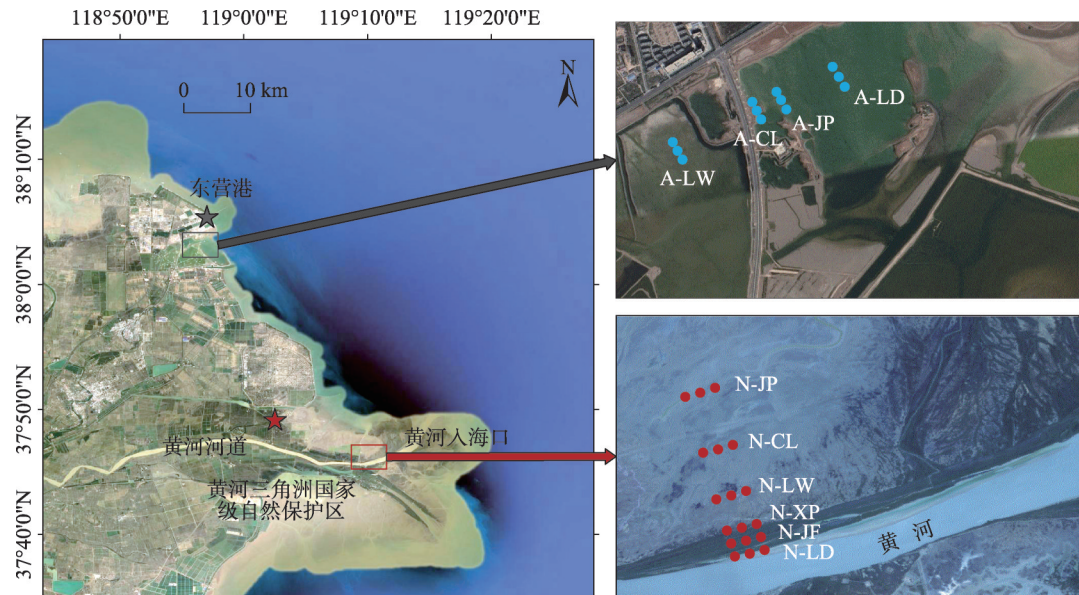 118°50′0″E 119°0′0″E 119°10′0″E 119°20′0″E
38°10′0″N
38°0′0″N
37°50′0″N
37°40′0″N
0 10 km
N
东营港
黄河河道
黄河入海口
黄河三角洲国家
级自然保护区
A-LD
A-JP
A-CL
A-LW
N-JP
N-CL
N-LW
N-XP
N-JF
N-LD
黄河